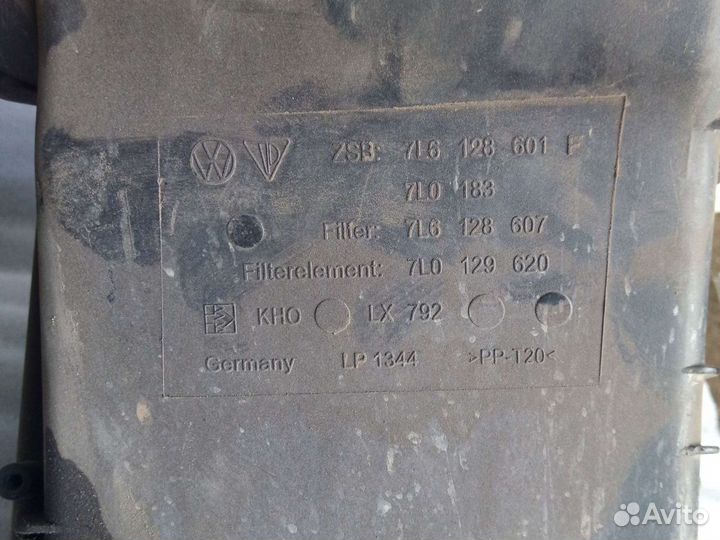 ZSB: 7L6 128 601 F
7L0 183
Filter: 7L6 128 607
Filterelement: 7L0 129 620
KHO LX 792
Germany LP 1344 >PP-T20<
Avito